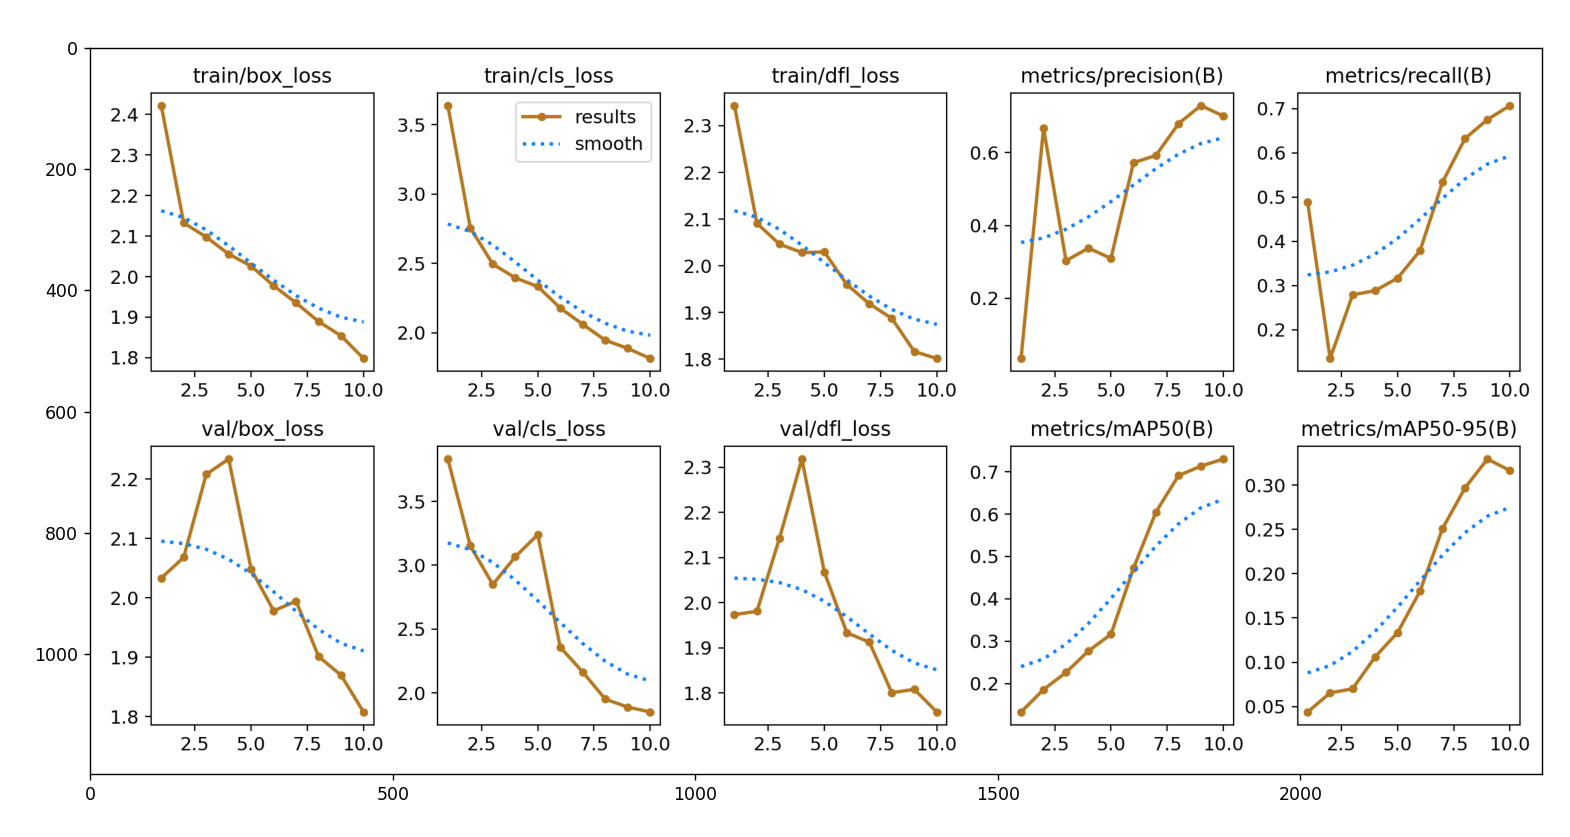 train/box_loss
train/cls_loss
train/dfl_loss
metrics/precision(B)
metrics/recall(B)
results
smooth
2.4
2.3
2.2
2.1
2.0
1.9
1.8
2.5 5.0 7.5 10.0
3.5
3.0
2.5
2.0
2.5 5.0 7.5 10.0
2.3
2.2
2.1
2.0
1.9
1.8
2.5 5.0 7.5 10.0
0.6
0.4
0.2
2.5 5.0 7.5 10.0
0.7
0.6
0.5
0.4
0.3
0.2
2.5 5.0 7.5 10.0
val/box_loss
val/cls_loss
val/dfl_loss
metrics/mAP50(B)
metrics/mAP50-95(B)
2.2
2.1
2.0
1.9
1.8
2.5 5.0 7.5 10.0
3.5
3.0
2.5
2.0
2.5 5.0 7.5 10.0
2.3
2.2
2.1
2.0
1.9
1.8
2.5 5.0 7.5 10.0
0.7
0.6
0.5
0.4
0.3
0.2
2.5 5.0 7.5 10.0
0.30
0.25
0.20
0.15
0.10
0.05
2.5 5.0 7.5 10.0
0
200
400
600
800
1000
0 500 1000 1500 2000